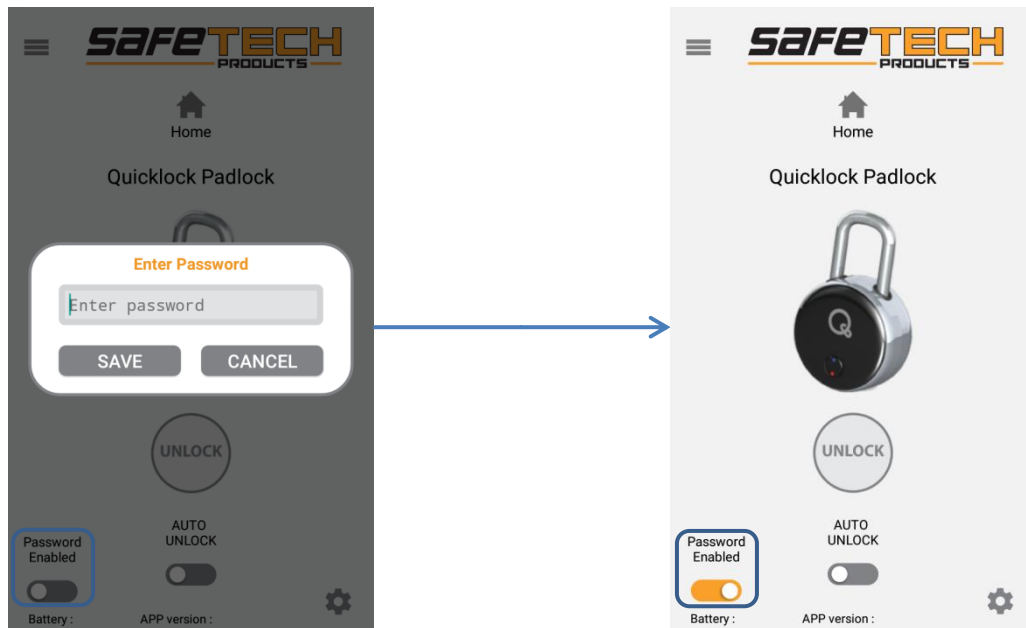 SAFETECH
PRODUCTS
Home
Quicklock Padlock
Enter Password
Enter password
SAVE CANCEL
UNLOCK
AUTO
UNLOCK
Password
Enabled
Battery : APP version :
SAFETECH
PRODUCTS
Home
Quicklock Padlock
Q
UNLOCK
AUTO
UNLOCK
Password
Enabled
Battery : APP version :